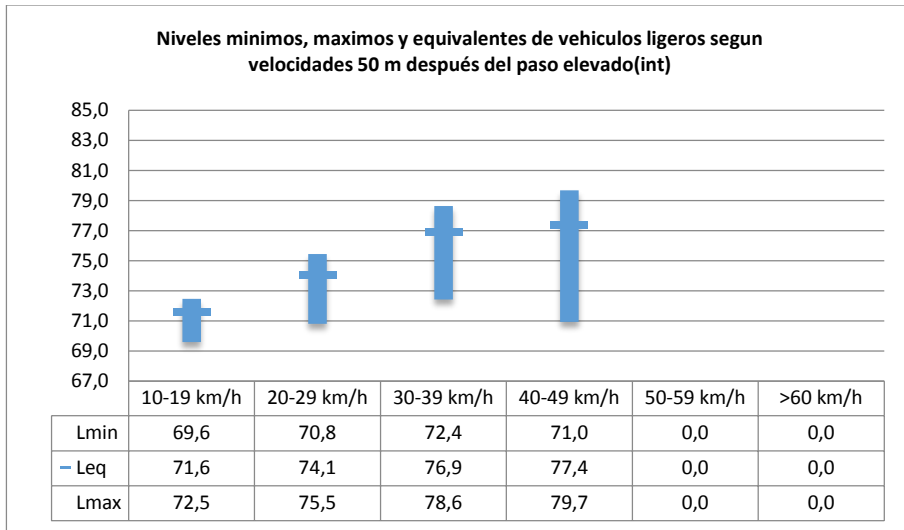 Niveles minimos, maximos y equivalentes de vehiculos ligeros segun
velocidades 50 m después del paso elevado(int)
85,0
83,0
81,0
79,0
77,0
75,0
73,0
71,0
69,0
67,0
10-19 km/h 20-29 km/h 30-39 km/h 40-49 km/h 50-59 km/h >60 km/h
Lmin 69,6 70,8 72,4 71,0 0,0 0,0
Leq 71,6 74,1 76,9 77,4 0,0 0,0
Lmax 72,5 75,5 78,6 79,7 0,0 0,0